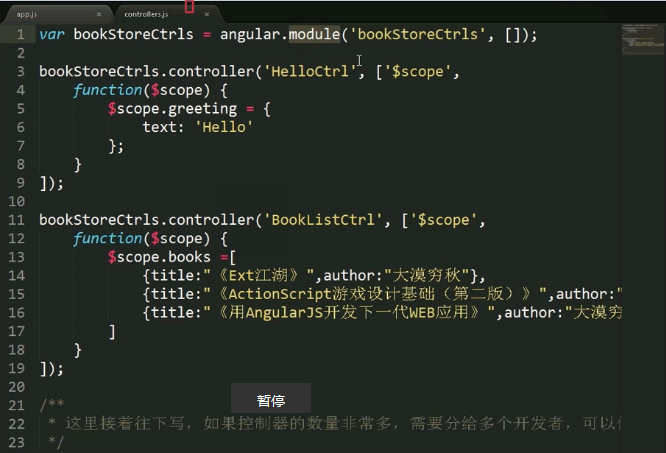 app.js × controllers.js ×
1 var bookStoreCtrls = angular.module('bookStoreCtrls', []);
2
3 bookStoreCtrls.controller('HelloCtrl', ['$scope',
4     function($scope) {
5         $scope.greeting = {
6             text: 'Hello'
7         };
8     }
9 ]);
10
11 bookStoreCtrls.controller('BookListCtrl', ['$scope',
12     function($scope) {
13         $scope.books =[
14             {title:"《Ext江湖》",author:"大漠穷秋"},
15             {title:"《ActionScript游戏设计基础（第二版）》",author:"
16             {title:"《用AngularJS开发下一代WEB应用》",author:"大漠穷
17         ]
18     }
19 ]);
20
暂停
21 /**
22  * 这里接着往下写，如果控制器的数量非常多，需要分给多个开发者，可以
23  */